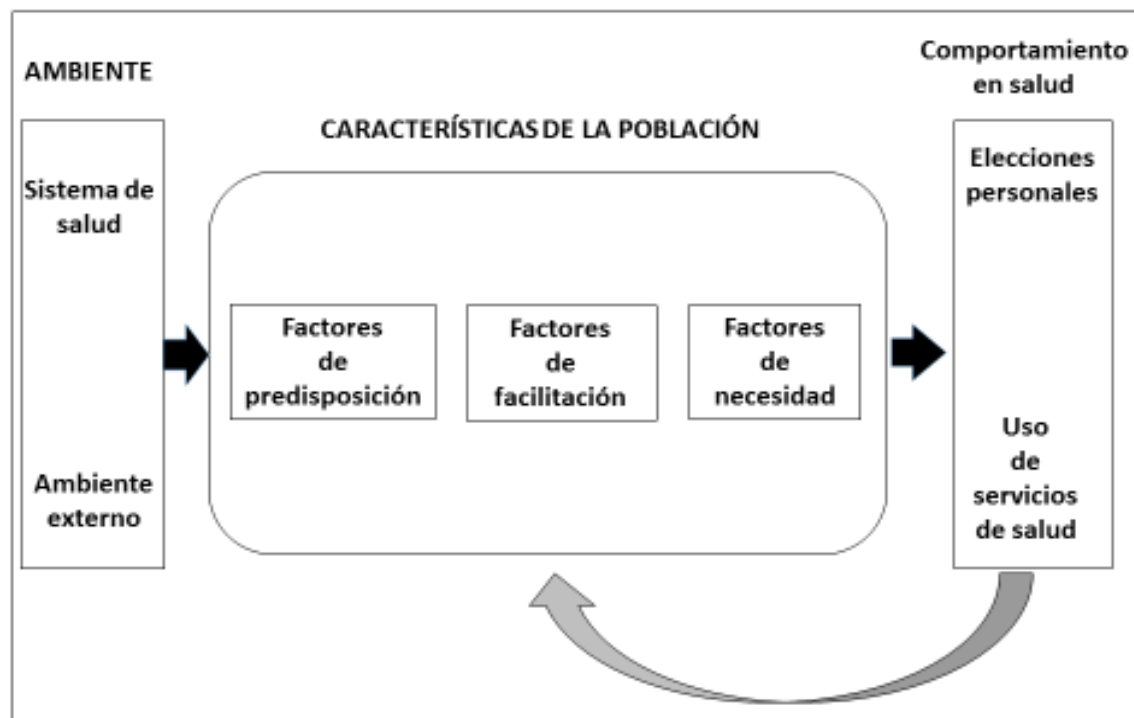 AMBIENTE
Sistema de
salud
Ambiente
externo
CARACTERÍSTICAS DE LA POBLACIÓN
Factores
de
predisposición
Factores
de
facilitación
Factores
de
necesidad
Comportamiento
en salud
Elecciones
personales
Uso
de
servicios
de salud